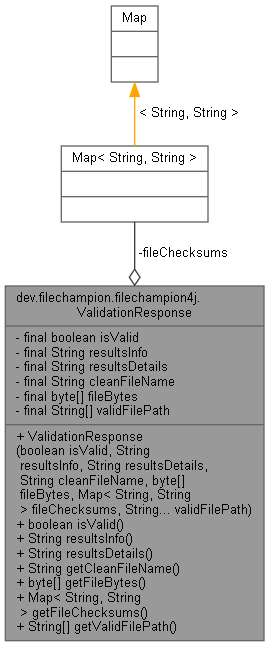 Map
< String, String >
Map< String, String >
-fileChecksums
dev.filechampion.filechampion4j.
ValidationResponse
- final boolean isValid
- final String resultsInfo
- final String resultsDetails
- final String cleanFileName
- final byte[] fileBytes
- final String[] validFilePath
+ ValidationResponse
(boolean isValid, String
resultsInfo, String resultsDetails,
String cleanFileName, byte[]
fileBytes, Map< String, String
> fileChecksums, String... validFilePath)
+ boolean isValid()
+ String resultsInfo()
+ String resultsDetails()
+ String getCleanFileName()
+ byte[] getFileBytes()
+ Map< String, String
> getFileChecksums()
+ String[] getValidFilePath()